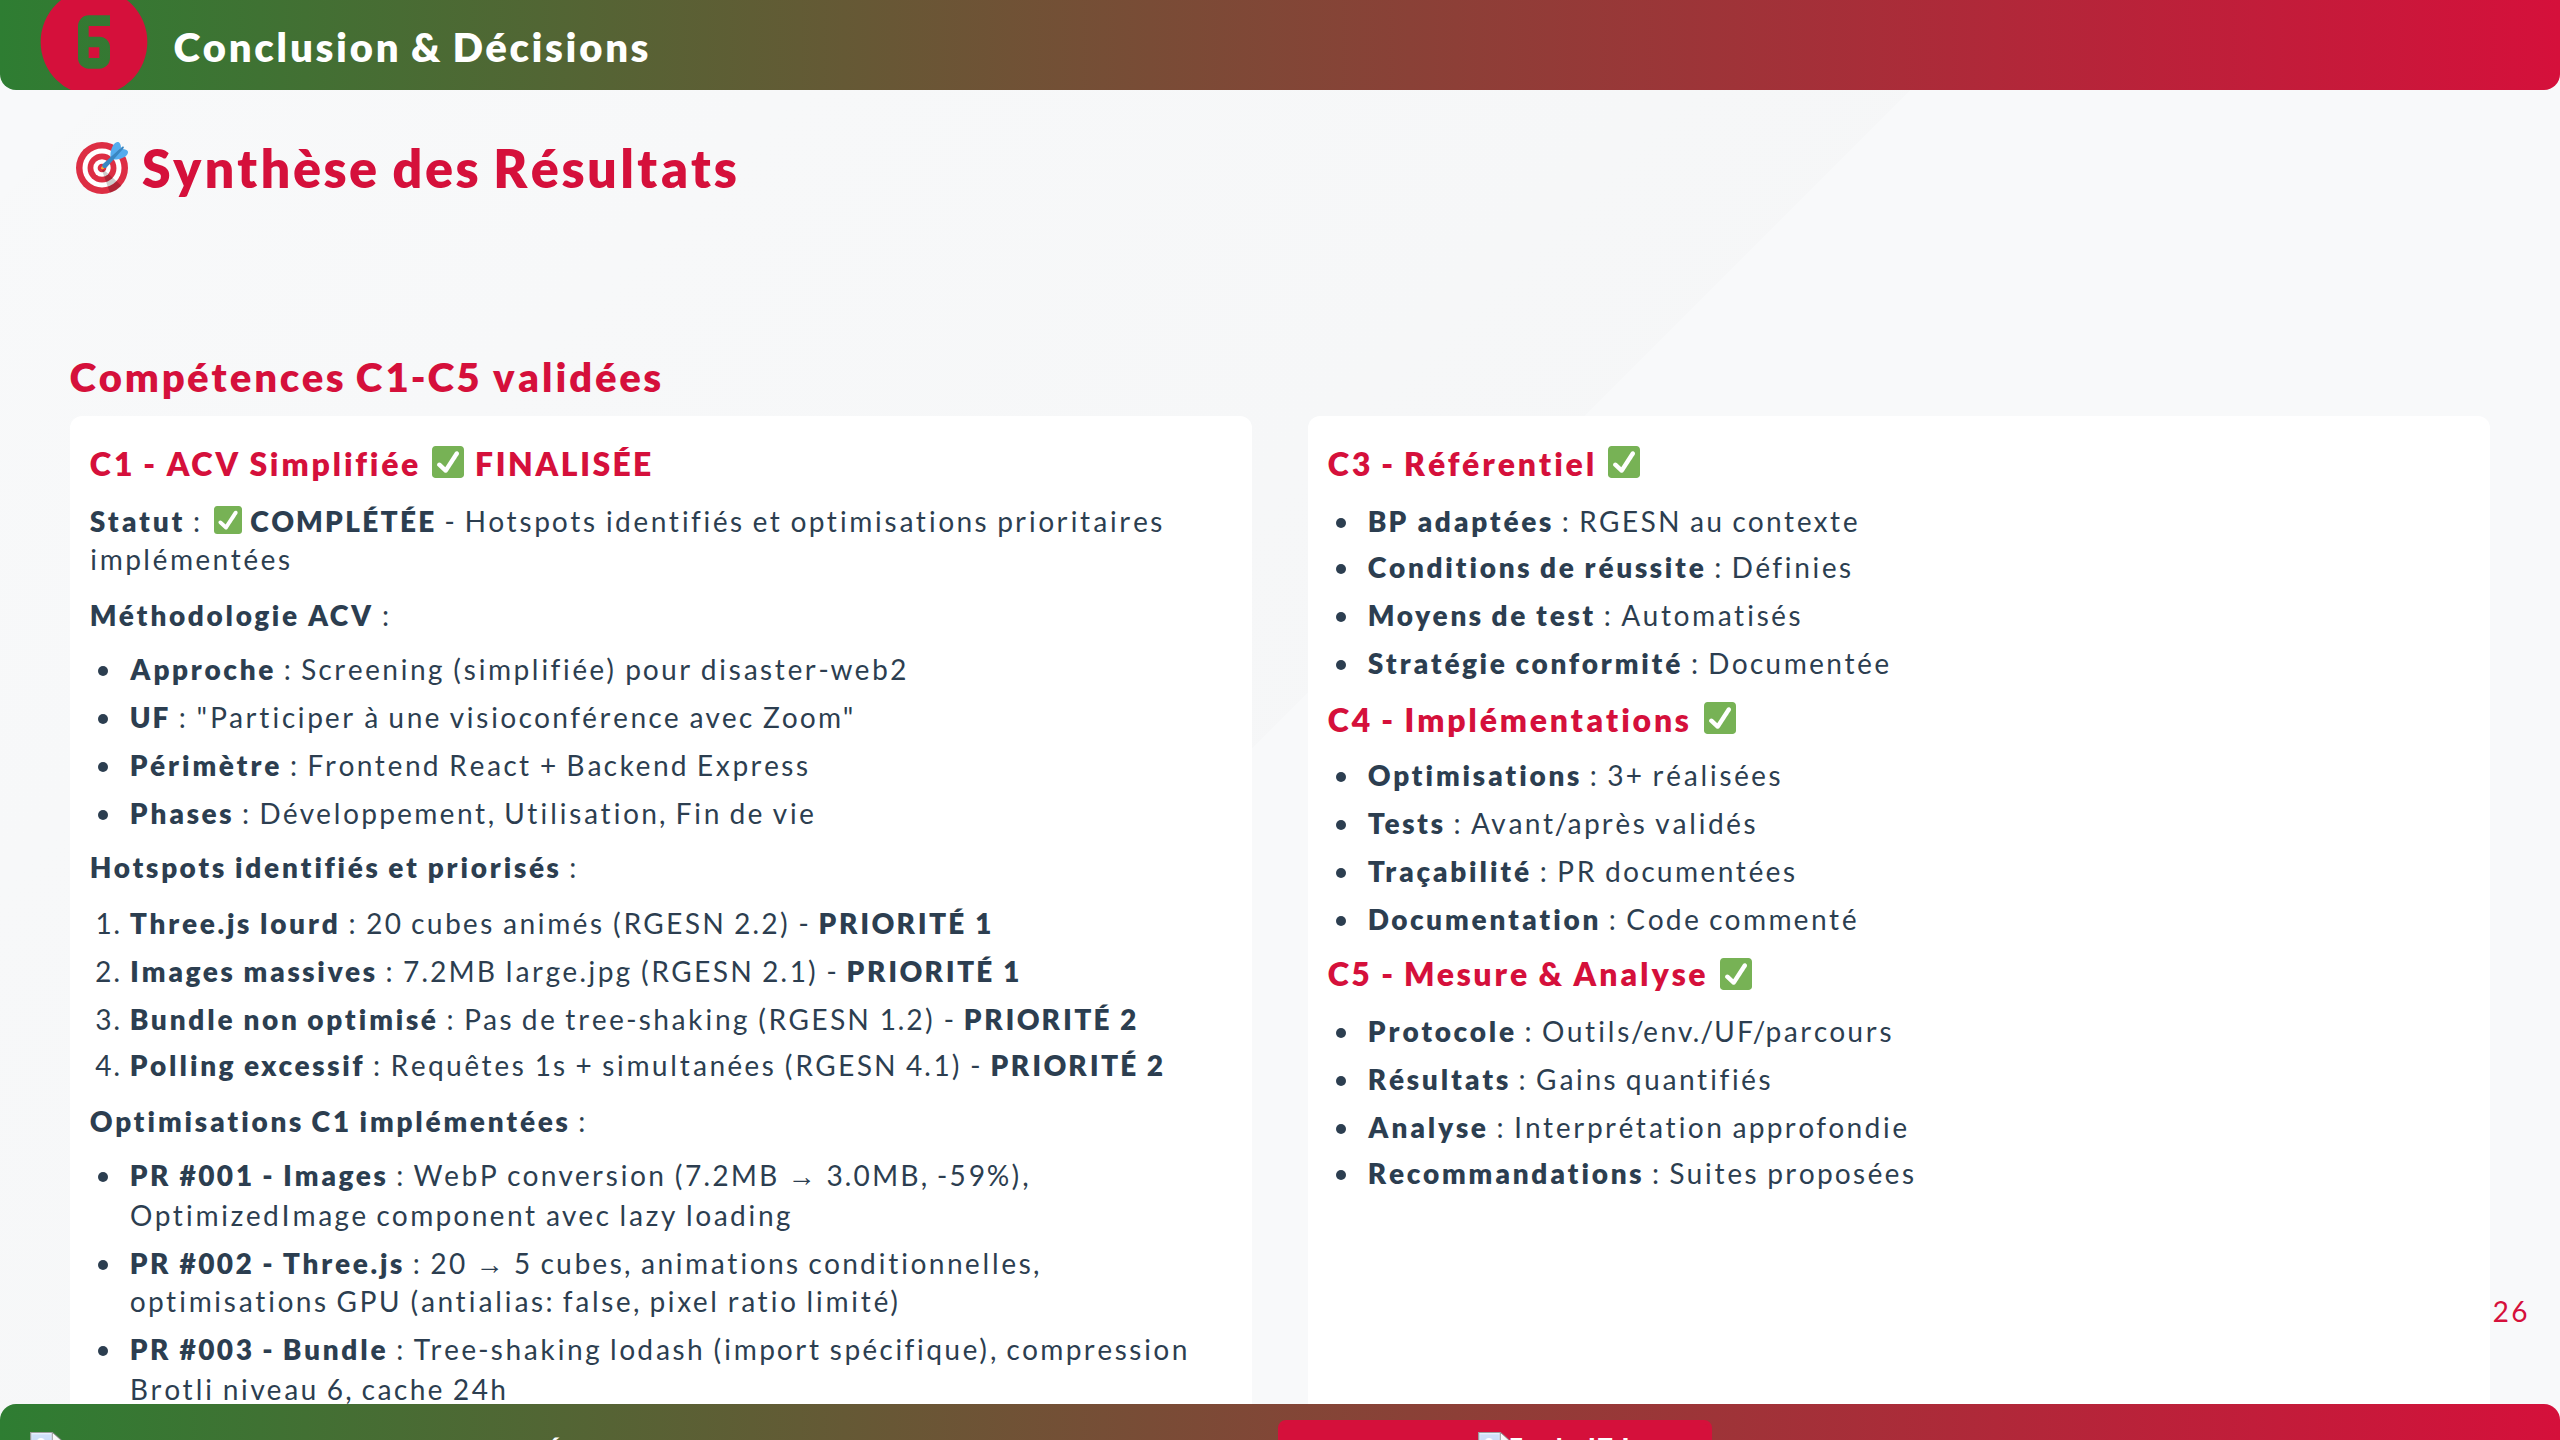 6
Conclusion & Décisions
🎯 Synthèse des Résultats
Compétences C1-C5 validées
C1 - ACV Simplifiée ✅ FINALISÉE
Statut : ✅ COMPLÉTÉE - Hotspots identifiés et optimisations prioritaires
implémentées
Méthodologie ACV :
• Approche : Screening (simplifiée) pour disaster-web2
• UF : "Participer à une visioconférence avec Zoom"
• Périmètre : Frontend React + Backend Express
• Phases : Développement, Utilisation, Fin de vie
Hotspots identifiés et priorisés :
1. Three.js lourd : 20 cubes animés (RGESN 2.2) - PRIORITÉ 1
2. Images massives : 7.2MB large.jpg (RGESN 2.1) - PRIORITÉ 1
3. Bundle non optimisé : Pas de tree-shaking (RGESN 1.2) - PRIORITÉ 2
4. Polling excessif : Requêtes 1s + simultanées (RGESN 4.1) - PRIORITÉ 2
Optimisations C1 implémentées :
• PR #001 - Images : WebP conversion (7.2MB → 3.0MB, -59%),
OptimizedImage component avec lazy loading
• PR #002 - Three.js : 20 → 5 cubes, animations conditionnelles,
optimisations GPU (antialias: false, pixel ratio limité)
• PR #003 - Bundle : Tree-shaking lodash (import spécifique), compression
Brotli niveau 6, cache 24h
C3 - Référentiel ✅
• BP adaptées : RGESN au contexte
• Conditions de réussite : Définies
• Moyens de test : Automatisés
• Stratégie conformité : Documentée
C4 - Implémentations ✅
• Optimisations : 3+ réalisées
• Tests : Avant/après validés
• Traçabilité : PR documentées
• Documentation : Code commenté
C5 - Mesure & Analyse ✅
• Protocole : Outils/env./UF/parcours
• Résultats : Gains quantifiés
• Analyse : Interprétation approfondie
• Recommandations : Suites proposées
26